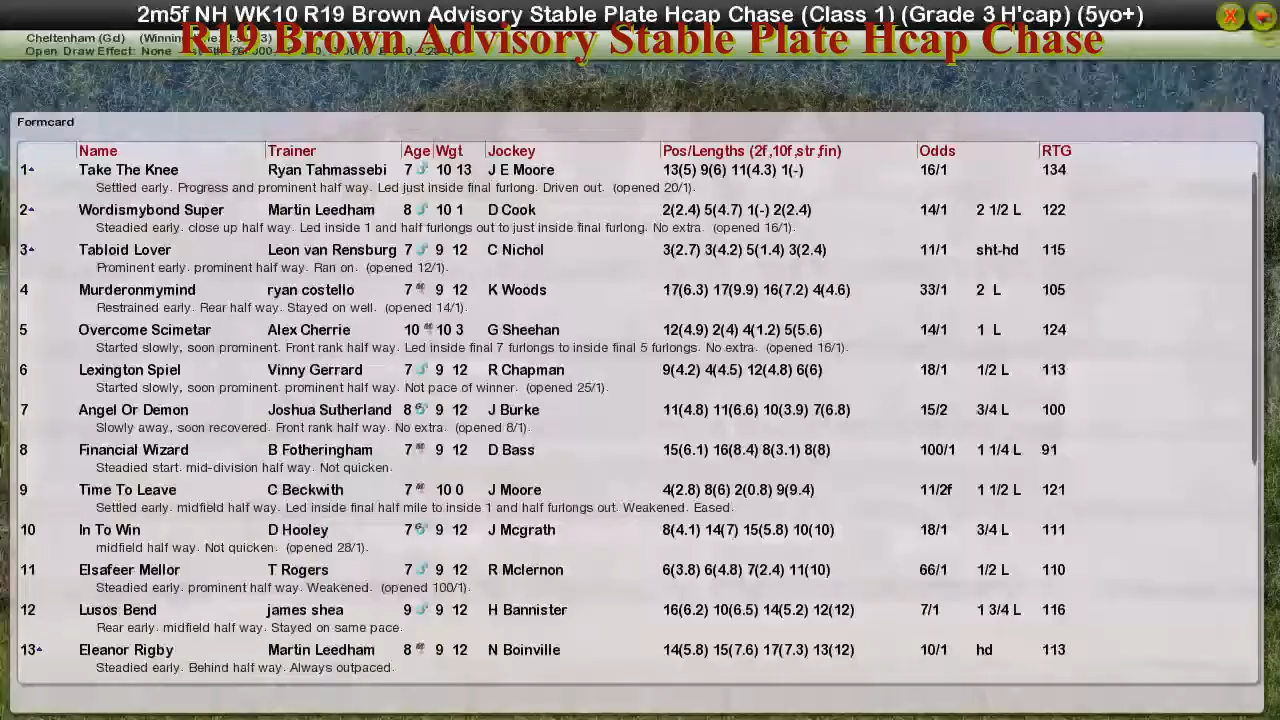 2m5f NH WK10 R19 Brown Advisory Stable Plate Hcap Chase (Class 1) (Grade 3 H'cap) (5yo+)
R19 Brown Advisory Stable Plate Hcap Chase
Cheltenham (Gd) (Winning
Open Draw Effect: None
Formcard
Name Trainer Age Wgt Jockey Pos/Lengths (2f,10f,str,fin) Odds RTG
1 Take The Knee Ryan Tahmassebi 7 10 13 J E Moore 13(5) 9(6) 11(4.3) 1(-) 16/1 134
Settled early. Progress and prominent half way. Led just inside final furlong. Driven out. (opened 20/1).
2 Wordismybond Super Martin Leedham 8 10 1 D Cook 2(2.4) 5(4.7) 1(-) 2(2.4) 14/1 2 1/2 L 122
Steadied early. close up half way. Led inside 1 and half furlongs out to just inside final furlong. No extra. (opened 16/1).
3 Tabloid Lover Leon van Rensburg 7 9 12 C Nichol 3(2.7) 3(4.2) 5(1.4) 3(2.4) 11/1 sht-hd 115
Prominent early. prominent half way. Ran on. (opened 12/1).
4 Murderonmymind ryan costello 7 9 12 K Woods 17(6.3) 17(9.9) 16(7.2) 4(4.6) 33/1 2 L 105
Restrained early. Rear half way. Stayed on well. (opened 14/1).
5 Overcome Scimetar Alex Cherrie 10 10 3 G Sheehan 12(4.9) 2(4) 4(1.2) 5(5.6) 14/1 1 L 124
Started slowly, soon prominent. Front rank half way. Led inside final 7 furlongs to inside final 5 furlongs. No extra. (opened 16/1).
6 Lexington Spiel Vinny Gerrard 7 9 12 R Chapman 9(4.2) 4(4.5) 12(4.8) 6(6) 18/1 1/2 L 113
Started slowly, soon prominent. prominent half way. Not pace of winner. (opened 25/1).
7 Angel Or Demon Joshua Sutherland 8 9 12 J Burke 11(4.8) 11(6.6) 10(3.9) 7(6.8) 15/2 3/4 L 100
Slowly away, soon recovered. Front rank half way. No extra. (opened 8/1).
8 Financial Wizard B Fotheringham 7 9 12 D Bass 15(6.1) 16(8.4) 8(3.1) 8(8) 100/1 1 1/4 L 91
Steadied start. mid-division half way. Not quicken.
9 Time To Leave C Beckwith 7 10 0 J Moore 4(2.8) 8(6) 2(0.8) 9(9.4) 11/2f 1 1/2 L 121
Settled early. midfield half way. Led inside final half mile to inside 1 and half furlongs out. Weakened. Eased.
10 In To Win D Hooley 7 9 12 J Mcgrath 8(4.1) 14(7) 15(5.8) 10(10) 18/1 3/4 L 111
midfield half way. Not quicken. (opened 28/1).
11 Elsafeer Mellor T Rogers 7 9 12 R Mclernon 6(3.8) 6(4.8) 7(2.4) 11(10) 66/1 1/2 L 110
Steadied early. prominent half way. Weakened. (opened 100/1).
12 Lusos Bend james shea 9 9 12 H Bannister 16(6.2) 10(6.5) 14(5.2) 12(12) 7/1 1 3/4 L 116
Rear early. midfield half way. Stayed on same pace.
13 Eleanor Rigby Martin Leedham 8 9 12 N Boinville 14(5.8) 15(7.6) 17(7.3) 13(12) 10/1 hd 113
Steadied early. Behind half way. Always outpaced.